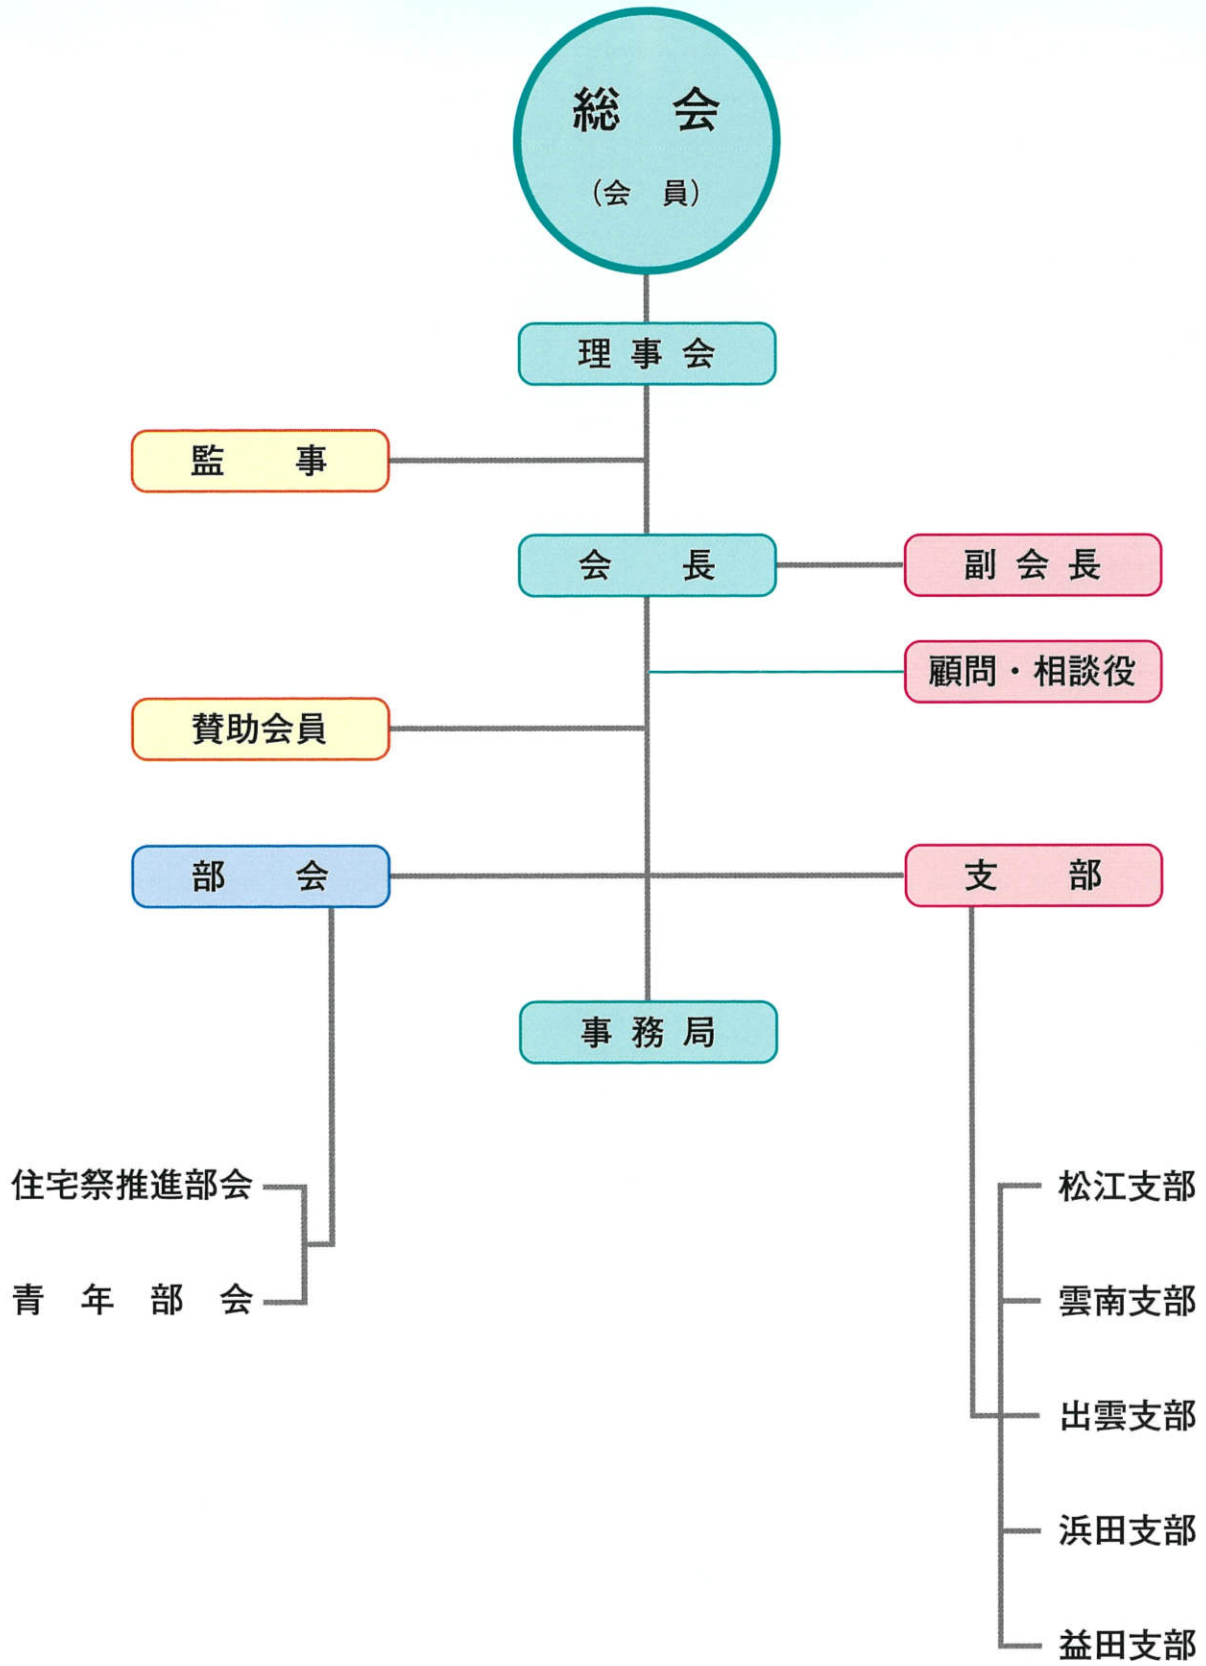 総　会
（会　員）
理事会
監　事
会　長
副会長
顧問・相談役
賛助会員
部　会
支　部
事務局
住宅祭推進部会
青年部会
松江支部
雲南支部
出雲支部
浜田支部
益田支部